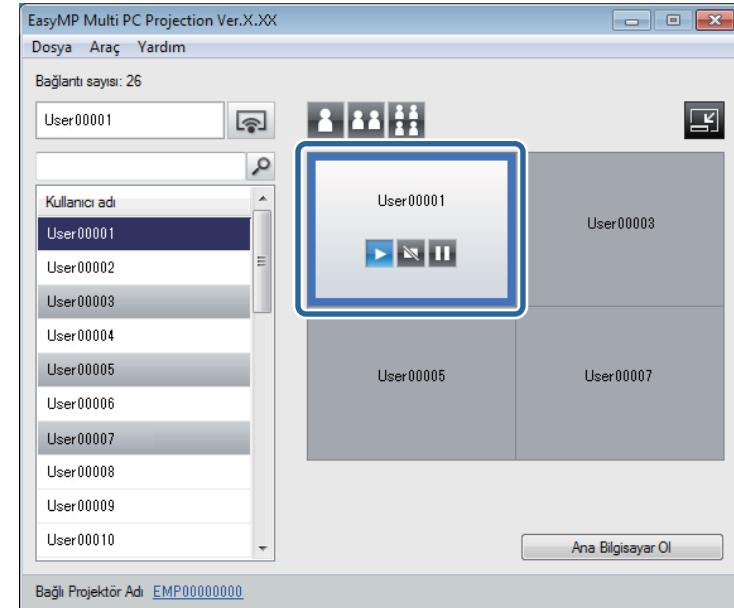 EasyMP Multi PC Projection Ver.X.XX
Dosya Araç Yardım
Bağlantı sayısı: 26
User00001
Kullanıcı adı
User00001
User00002
User00003
User00004
User00005
User00006
User00007
User00008
User00009
User00010
User00001
User00003
User00005
User00007
Ana Bilgisayar Ol
Bağlı Projektör Adı EMP00000000